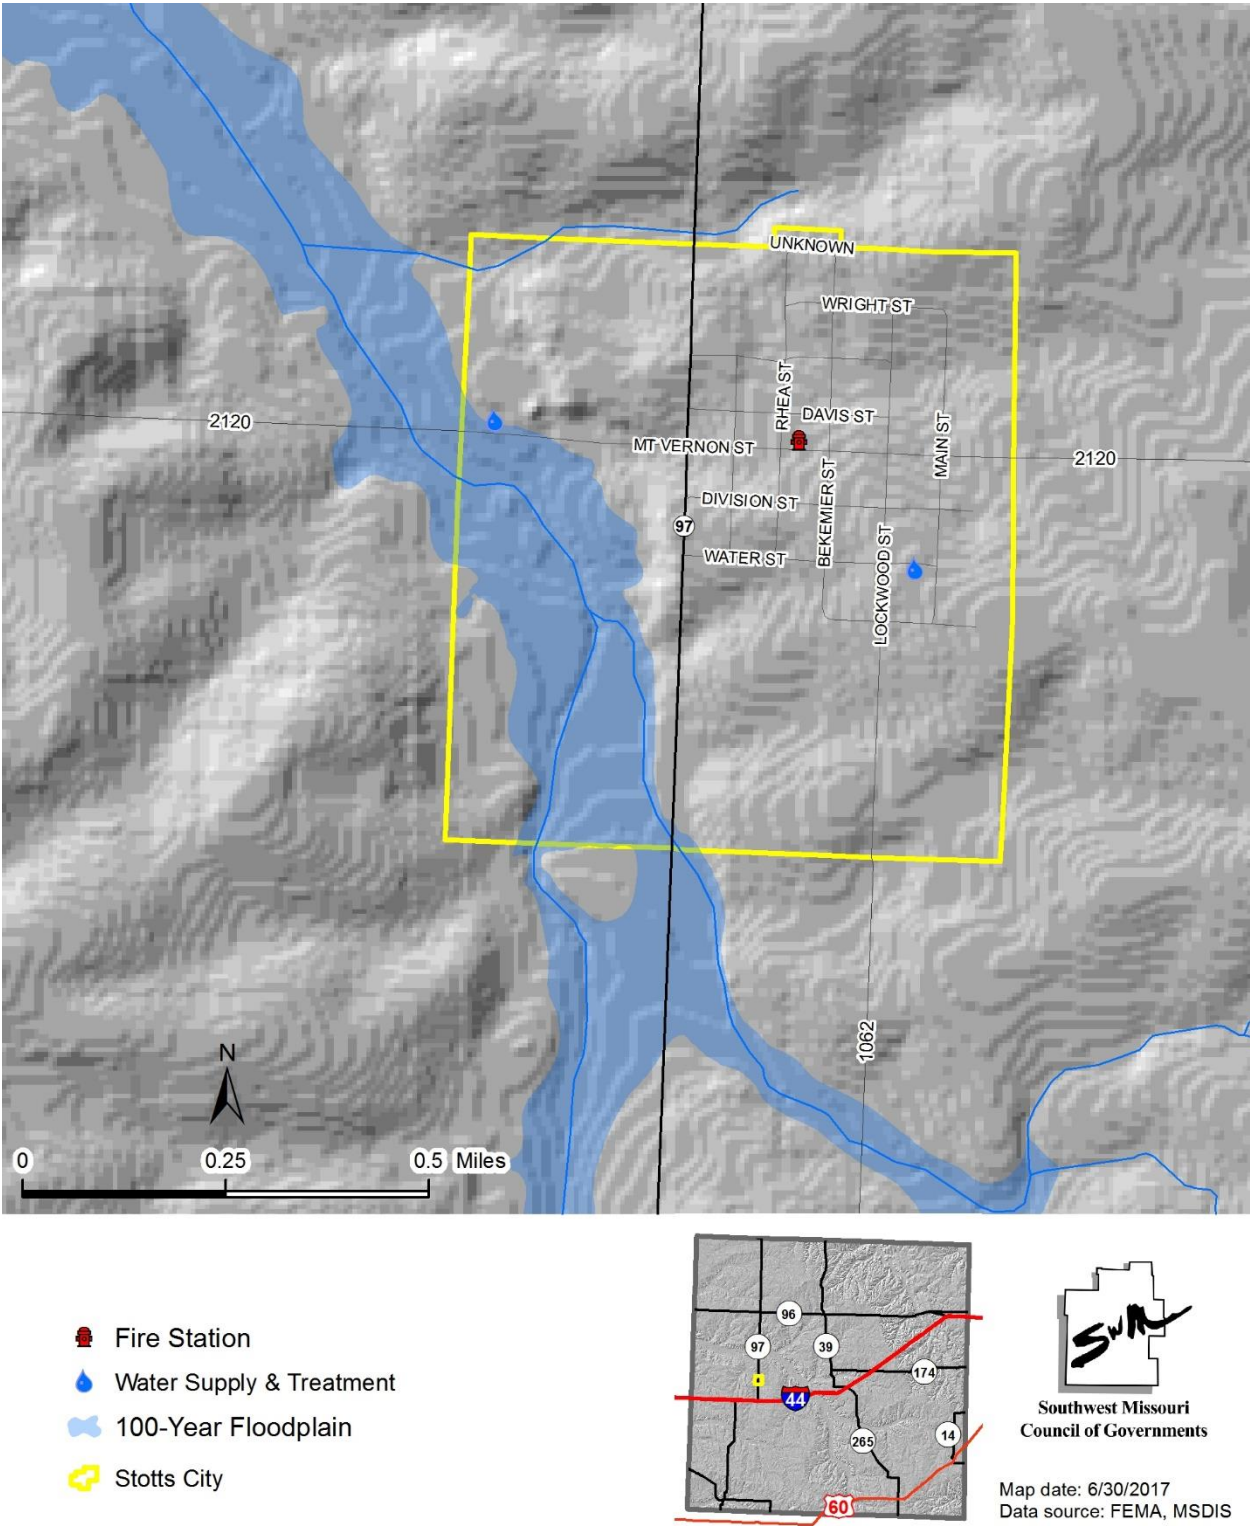 UNKNOWN
WRIGHT ST
RHEA ST
DAVIS ST
2120
MT VERNON ST
MAIN ST
2120
BEKEMIER ST
DIVISION ST
97
LOCKWOOD ST
WATER ST
1062
N
0 0.25 0.5 Miles
Fire Station
Water Supply & Treatment
100-Year Floodplain
Stotts City
96
97
39
174
44
265
14
60
SWM
Southwest Missouri
Council of Governments
Map date: 6/30/2017
Data source: FEMA, MSDIS